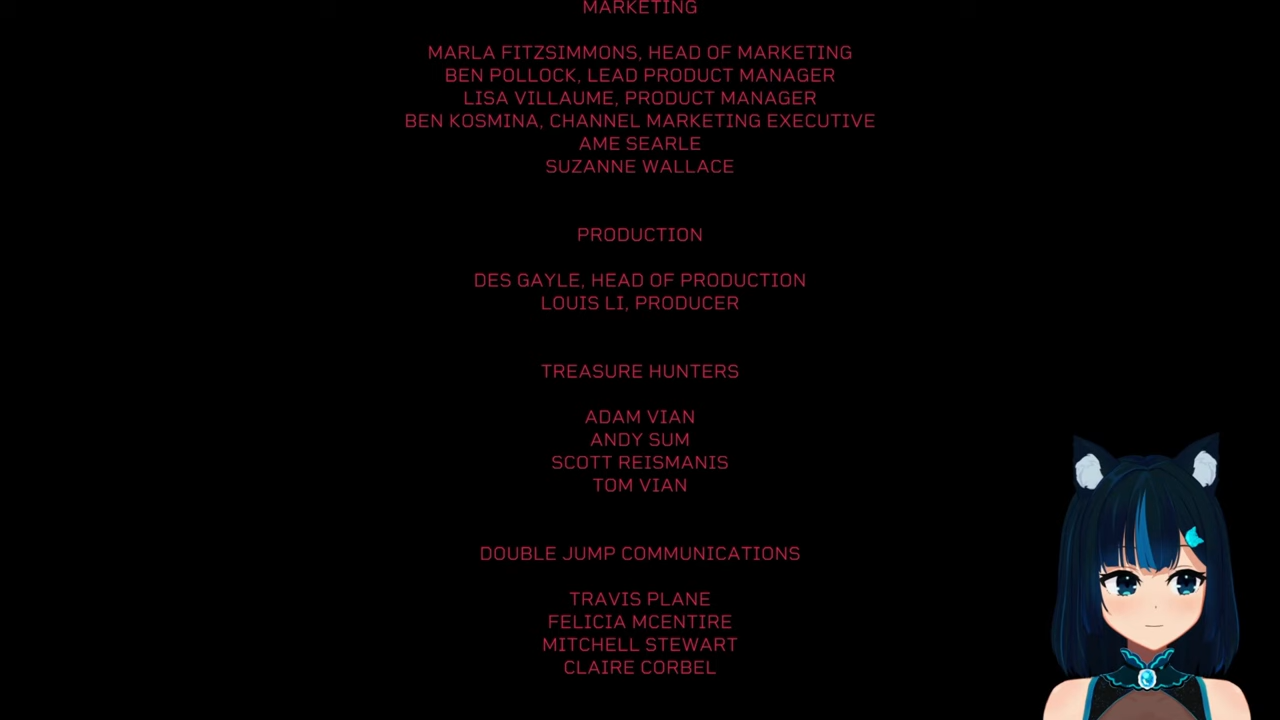 MARKETING
MARLA FITZSIMMONS, HEAD OF MARKETING
BEN POLLOCK, LEAD PRODUCT MANAGER
LISA VILLAUME, PRODUCT MANAGER
BEN KOSMINA, CHANNEL MARKETING EXECUTIVE
AME SEARLE
SUZANNE WALLACE
PRODUCTION
DES GAYLE, HEAD OF PRODUCTION
LOUIS LI, PRODUCER
TREASURE HUNTERS
ADAM VIAN
ANDY SUM
SCOTT REISMANIS
TOM VIAN
DOUBLE JUMP COMMUNICATIONS
TRAVIS PLANE
FELICIA MCENTIRE
MITCHELL STEWART
CLAIRE CORBEL